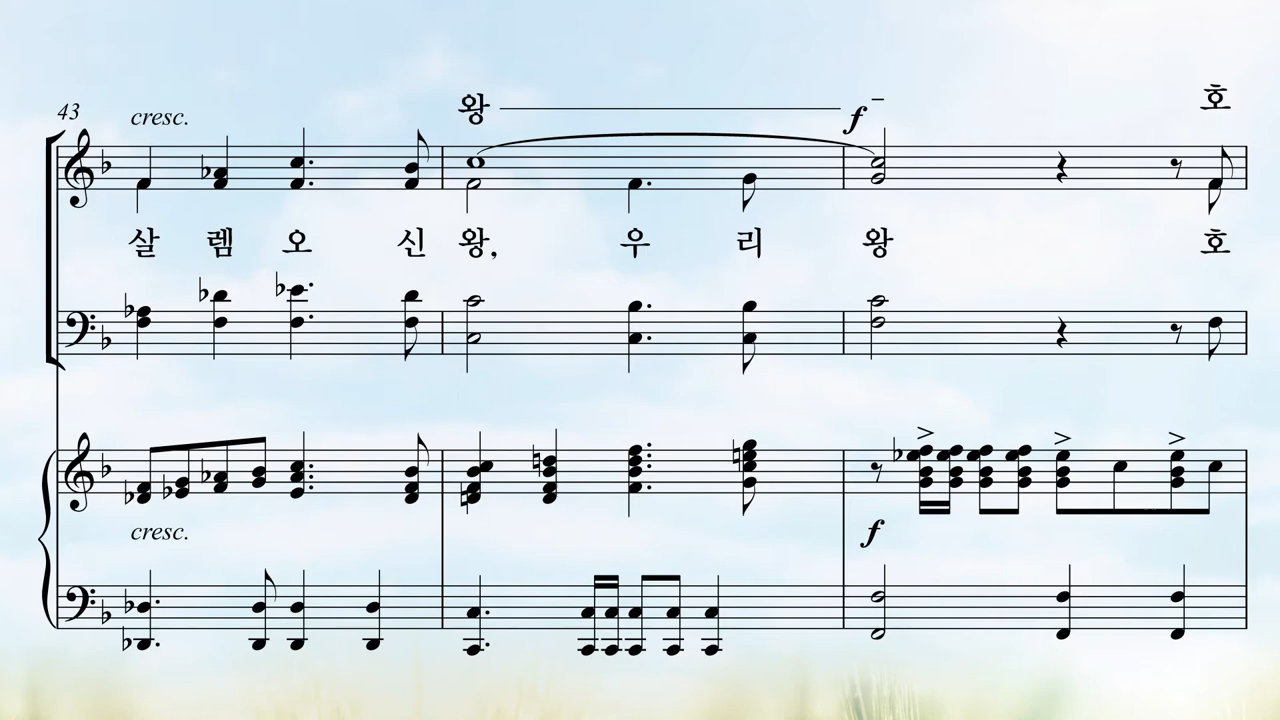 43
cresc.
왕 f – 호
살 렘 오 신 왕, 우 리 왕 호
cresc.
f